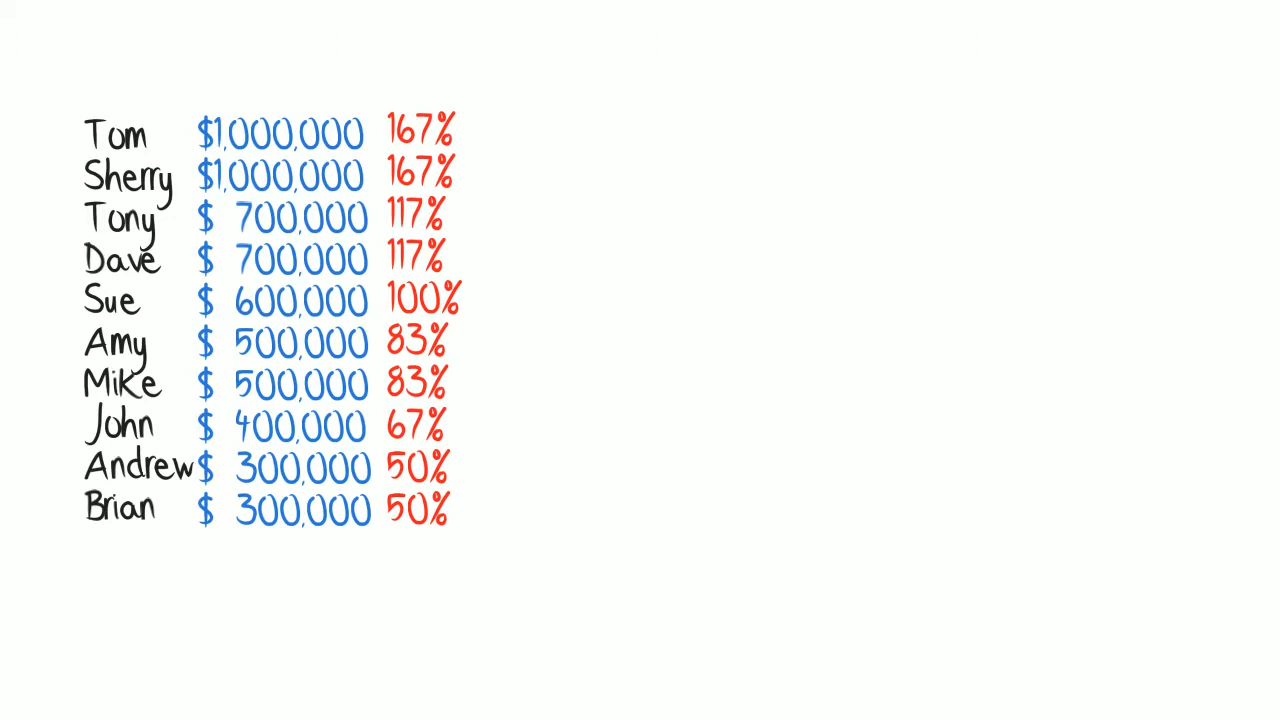 Tom $1,000,000 167%
Sherry $1,000,000 167%
Tony $ 700,000 117%
Dave $ 700,000 117%
Sue $ 600,000 100%
Amy $ 500,000 83%
Mike $ 500,000 83%
John $ 400,000 67%
Andrew $ 300,000 50%
Brian $ 300,000 50%